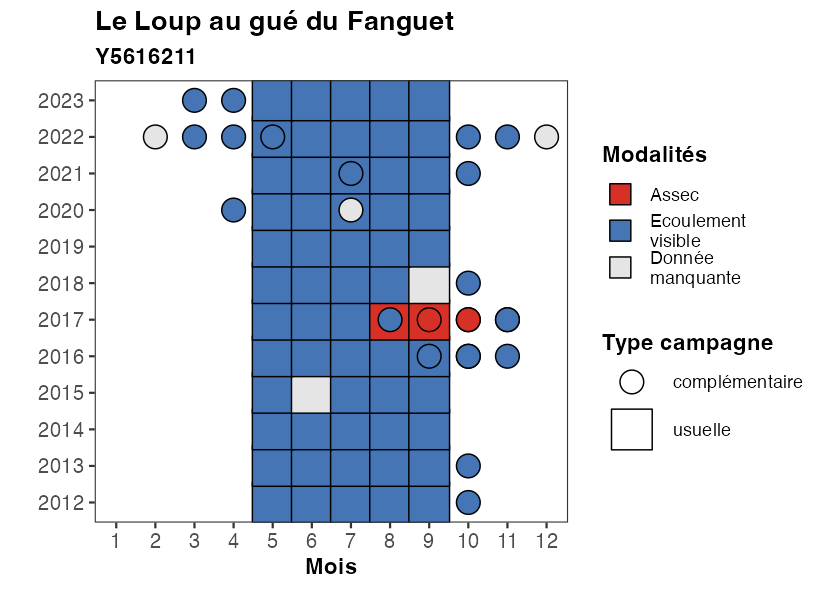 Le Loup au gué du Fanguet
Y5616211
2023
2022
2021
2020
2019
2018
2017
2016
2015
2014
2013
2012
1 2 3 4 5 6 7 8 9 10 11 12
Mois
Modalités
Assec
Ecoulement
visible
Donnée
manquante
Type campagne
complémentaire
usuelle